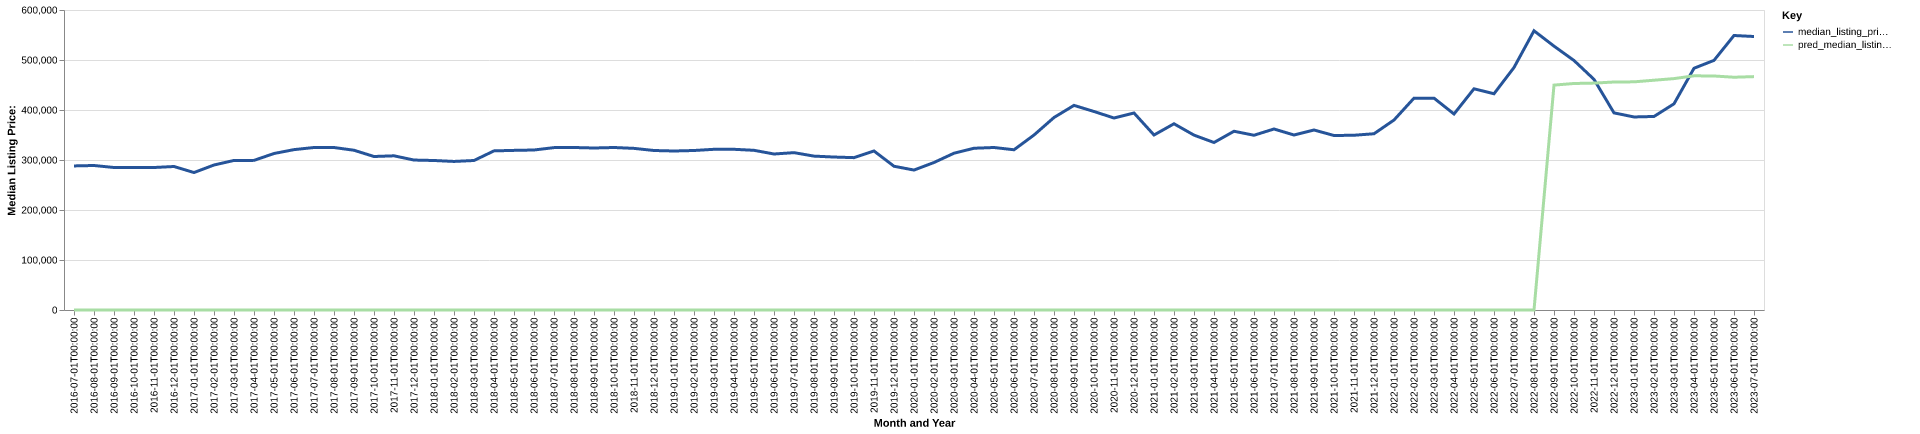 600,000
500,000
400,000
300,000
200,000
100,000
0
Median Listing Price:
2016-07-01T00:00:00
2016-08-01T00:00:00
2016-09-01T00:00:00
2016-10-01T00:00:00
2016-11-01T00:00:00
2016-12-01T00:00:00
2017-01-01T00:00:00
2017-02-01T00:00:00
2017-03-01T00:00:00
2017-04-01T00:00:00
2017-05-01T00:00:00
2017-06-01T00:00:00
2017-07-01T00:00:00
2017-08-01T00:00:00
2017-09-01T00:00:00
2017-10-01T00:00:00
2017-11-01T00:00:00
2017-12-01T00:00:00
2018-01-01T00:00:00
2018-02-01T00:00:00
2018-03-01T00:00:00
2018-04-01T00:00:00
2018-05-01T00:00:00
2018-06-01T00:00:00
2018-07-01T00:00:00
2018-08-01T00:00:00
2018-09-01T00:00:00
2018-10-01T00:00:00
2018-11-01T00:00:00
2018-12-01T00:00:00
2019-01-01T00:00:00
2019-02-01T00:00:00
2019-03-01T00:00:00
2019-04-01T00:00:00
2019-05-01T00:00:00
2019-06-01T00:00:00
2019-07-01T00:00:00
2019-08-01T00:00:00
2019-09-01T00:00:00
2019-10-01T00:00:00
2019-11-01T00:00:00
2019-12-01T00:00:00
2020-01-01T00:00:00
2020-02-01T00:00:00
2020-03-01T00:00:00
2020-04-01T00:00:00
2020-05-01T00:00:00
2020-06-01T00:00:00
2020-07-01T00:00:00
2020-08-01T00:00:00
2020-09-01T00:00:00
2020-10-01T00:00:00
2020-11-01T00:00:00
2020-12-01T00:00:00
2021-01-01T00:00:00
2021-02-01T00:00:00
2021-03-01T00:00:00
2021-04-01T00:00:00
2021-05-01T00:00:00
2021-06-01T00:00:00
2021-07-01T00:00:00
2021-08-01T00:00:00
2021-09-01T00:00:00
2021-10-01T00:00:00
2021-11-01T00:00:00
2021-12-01T00:00:00
2022-01-01T00:00:00
2022-02-01T00:00:00
2022-03-01T00:00:00
2022-04-01T00:00:00
2022-05-01T00:00:00
2022-06-01T00:00:00
2022-07-01T00:00:00
2022-08-01T00:00:00
2022-09-01T00:00:00
2022-10-01T00:00:00
2022-11-01T00:00:00
2022-12-01T00:00:00
2023-01-01T00:00:00
2023-02-01T00:00:00
2023-03-01T00:00:00
2023-04-01T00:00:00
2023-05-01T00:00:00
2023-06-01T00:00:00
2023-07-01T00:00:00
Month and Year
Key
median_listing_pri…
pred_median_listin…